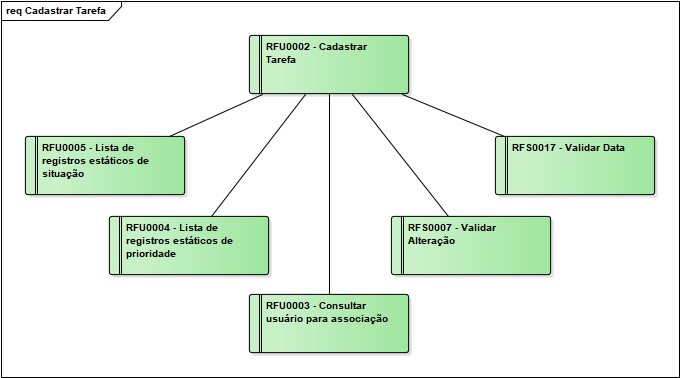 req Cadastrar Tarefa
RFU0002 - Cadastrar
Tarefa
RFU0005 - Lista de
registros estáticos de
situação
RFS0017 - Validar Data
RFU0004 - Lista de
registros estáticos de
prioridade
RFS0007 - Validar
Alteração
RFU0003 - Consultar
usuário para associação